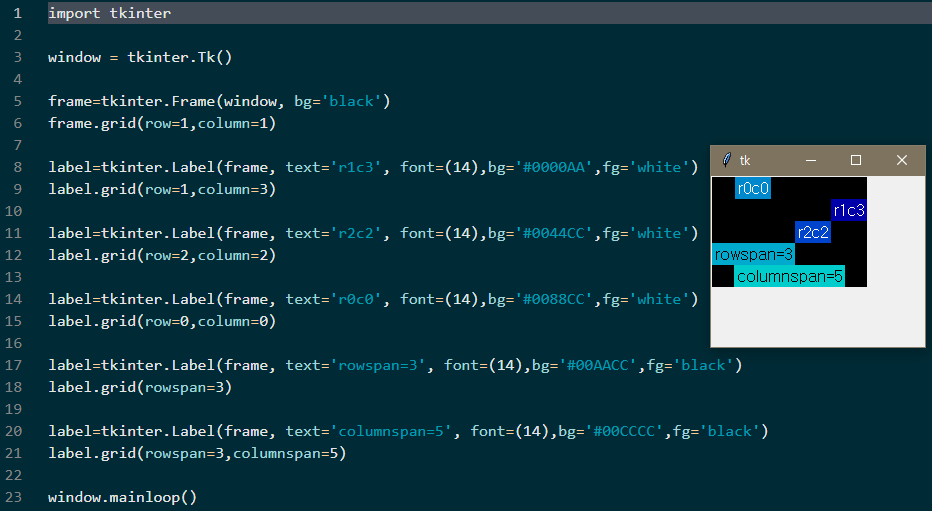 1 import tkinter
2
3 window = tkinter.Tk()
4
5 frame=tkinter.Frame(window, bg='black')
6 frame.grid(row=1,column=1)
7
8 label=tkinter.Label(frame, text='r1c3', font=(14),bg='#0000AA',fg='white')
9 label.grid(row=1,column=3)
10
11 label=tkinter.Label(frame, text='r2c2', font=(14),bg='#0044CC',fg='white')
12 label.grid(row=2,column=2)
13
14 label=tkinter.Label(frame, text='r0c0', font=(14),bg='#0088CC',fg='white')
15 label.grid(row=0,column=0)
16
17 label=tkinter.Label(frame, text='rowspan=3', font=(14),bg='#00AACC',fg='black')
18 label.grid(rowspan=3)
19
20 label=tkinter.Label(frame, text='columnspan=5', font=(14),bg='#00CCCC',fg='black')
21 label.grid(rowspan=3,columnspan=5)
22
23 window.mainloop()
tk
r0c0
r1c3
r2c2
rowspan=3
columnspan=5